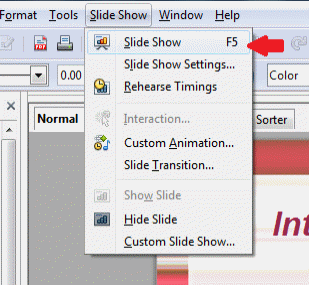 Format Tools Slide Show Window Help
Slide Show F5
Slide Show Settings...
Rehearse Timings
Interaction...
Custom Animation...
Slide Transition...
Show Slide
Hide Slide
Custom Slide Show...
0.00
Color
Normal
Sorter
Int